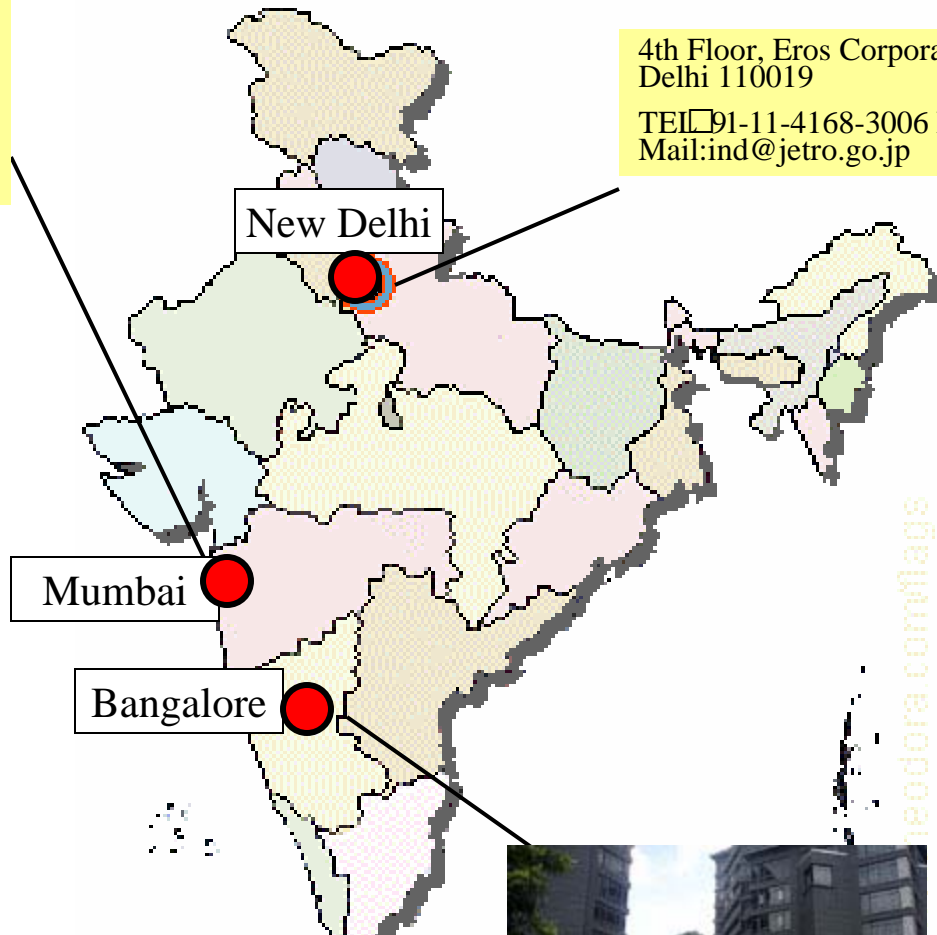 4th Floor, Eros Corpora
Delhi 110019
TEL□91-11-4168-3006
Mail:ind@jetro.go.jp
New Delhi
Mumbai
Bangalore